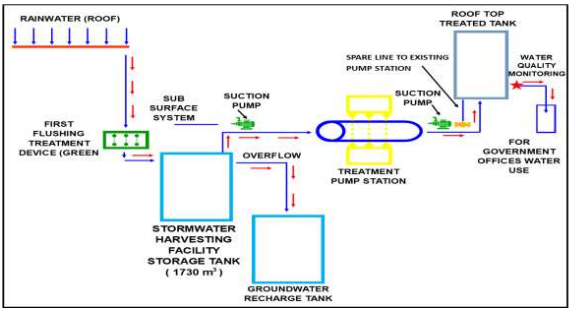 RAINWATER (ROOF)
ROOF TOP
TREATED TANK
SPARE LINE TO EXISTING
PUMP STATION
WATER
QUALITY
MONITORING
SUB
SURFACE
SYSTEM
SUCTION
PUMP
SUCTION
PUMP
FIRST
FLUSHING
TREATMENT
DEVICE (GREEN
OVERFLOW
TREATMENT
PUMP STATION
FOR
GOVERNMENT
OFFICES WATER
USE
STORMWATER
HARVESTING
FACILITY
STORAGE TANK
( 1730 m³ )
GROUNDWATER
RECHARGE TANK